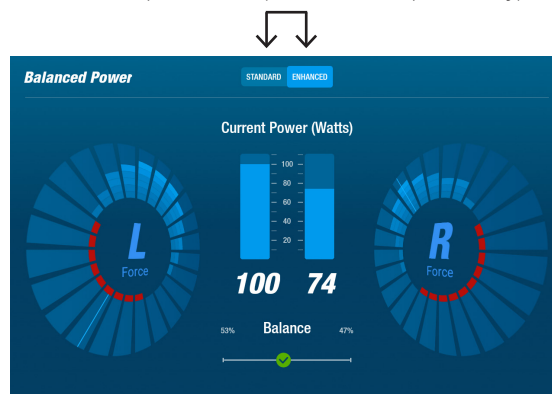 Balanced Power
STANDARD ENHANCED
Current Power (Watts)
100
80
60
40
20
L
Force
R
Force
100 74
53% Balance 47%